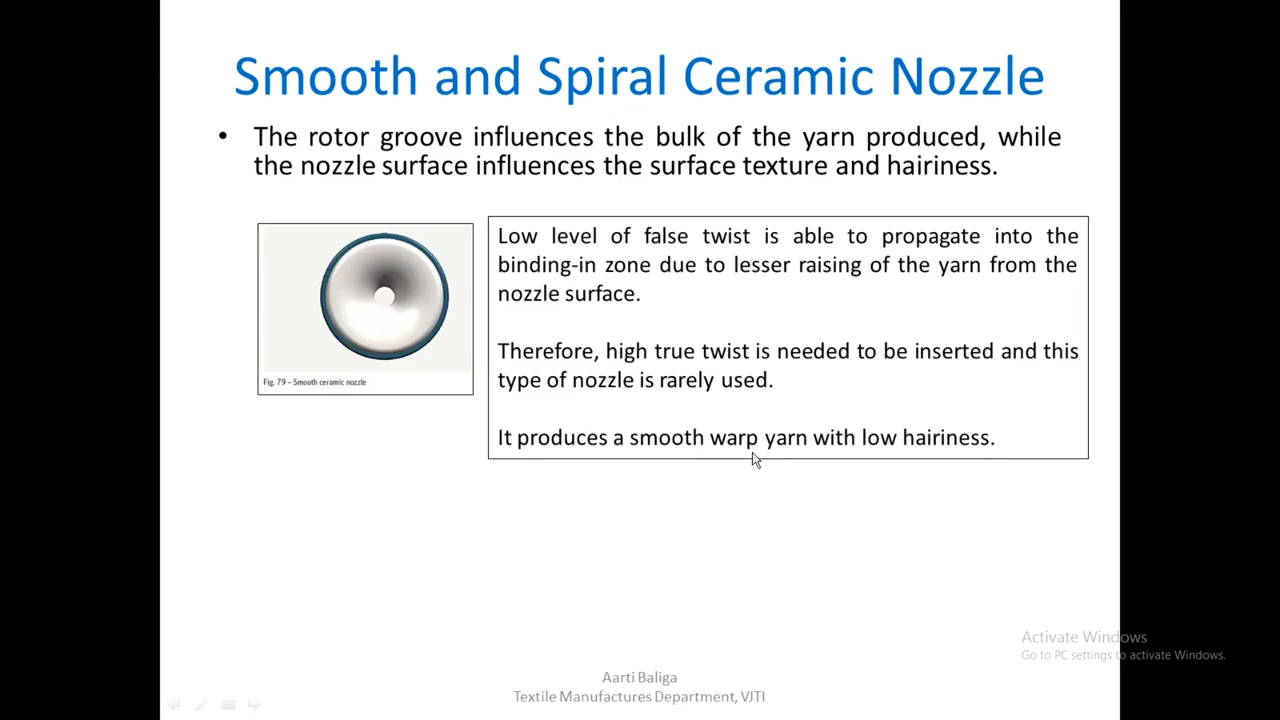 Smooth and Spiral Ceramic Nozzle
• The rotor groove influences the bulk of the yarn produced, while
the nozzle surface influences the surface texture and hairiness.
Fig. 79 – Smooth ceramic nozzle
Low level of false twist is able to propagate into the
binding-in zone due to lesser raising of the yarn from the
nozzle surface.
Therefore, high true twist is needed to be inserted and this
type of nozzle is rarely used.
It produces a smooth warp yarn with low hairiness.
Activate Windows
Go to PC settings to activate Windows.
Aarti Baliga
Textile Manufactures Department, VJTI